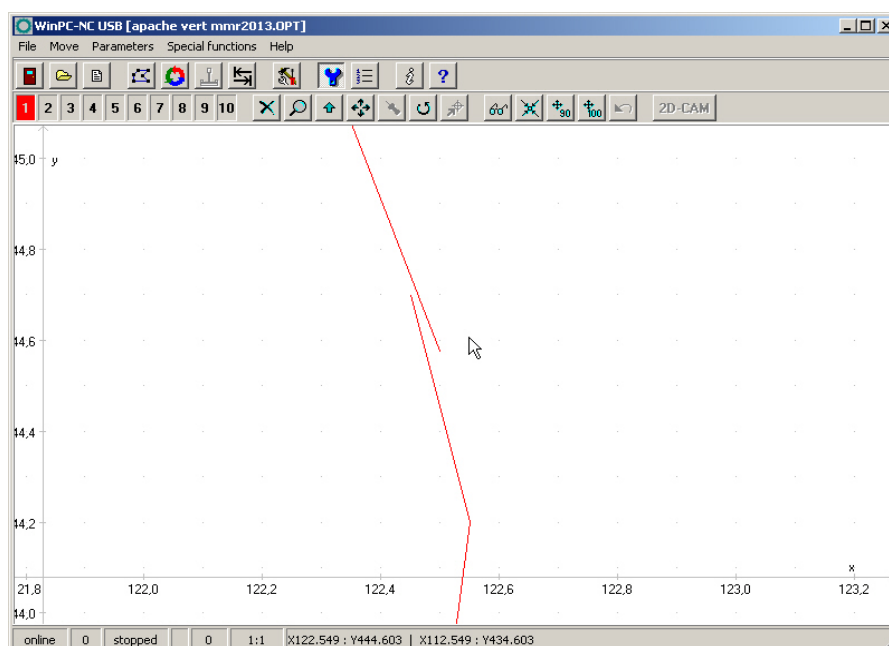 WinPC-NC USB [apache vert mmr2013.OPT]
File Move Parameters Special functions Help
i ?
1 2 3 4 5 6 7 8 9 10 90 100 2D-CAM
45,0 y
44,8
44,6
44,4
44,2
x
21,8 122,0 122,2 122,4 122,6 122,8 123,0 123,2
44,0
online 0 stopped 0 1:1 X122.549 : Y444.603 | X112.549 : Y434.603